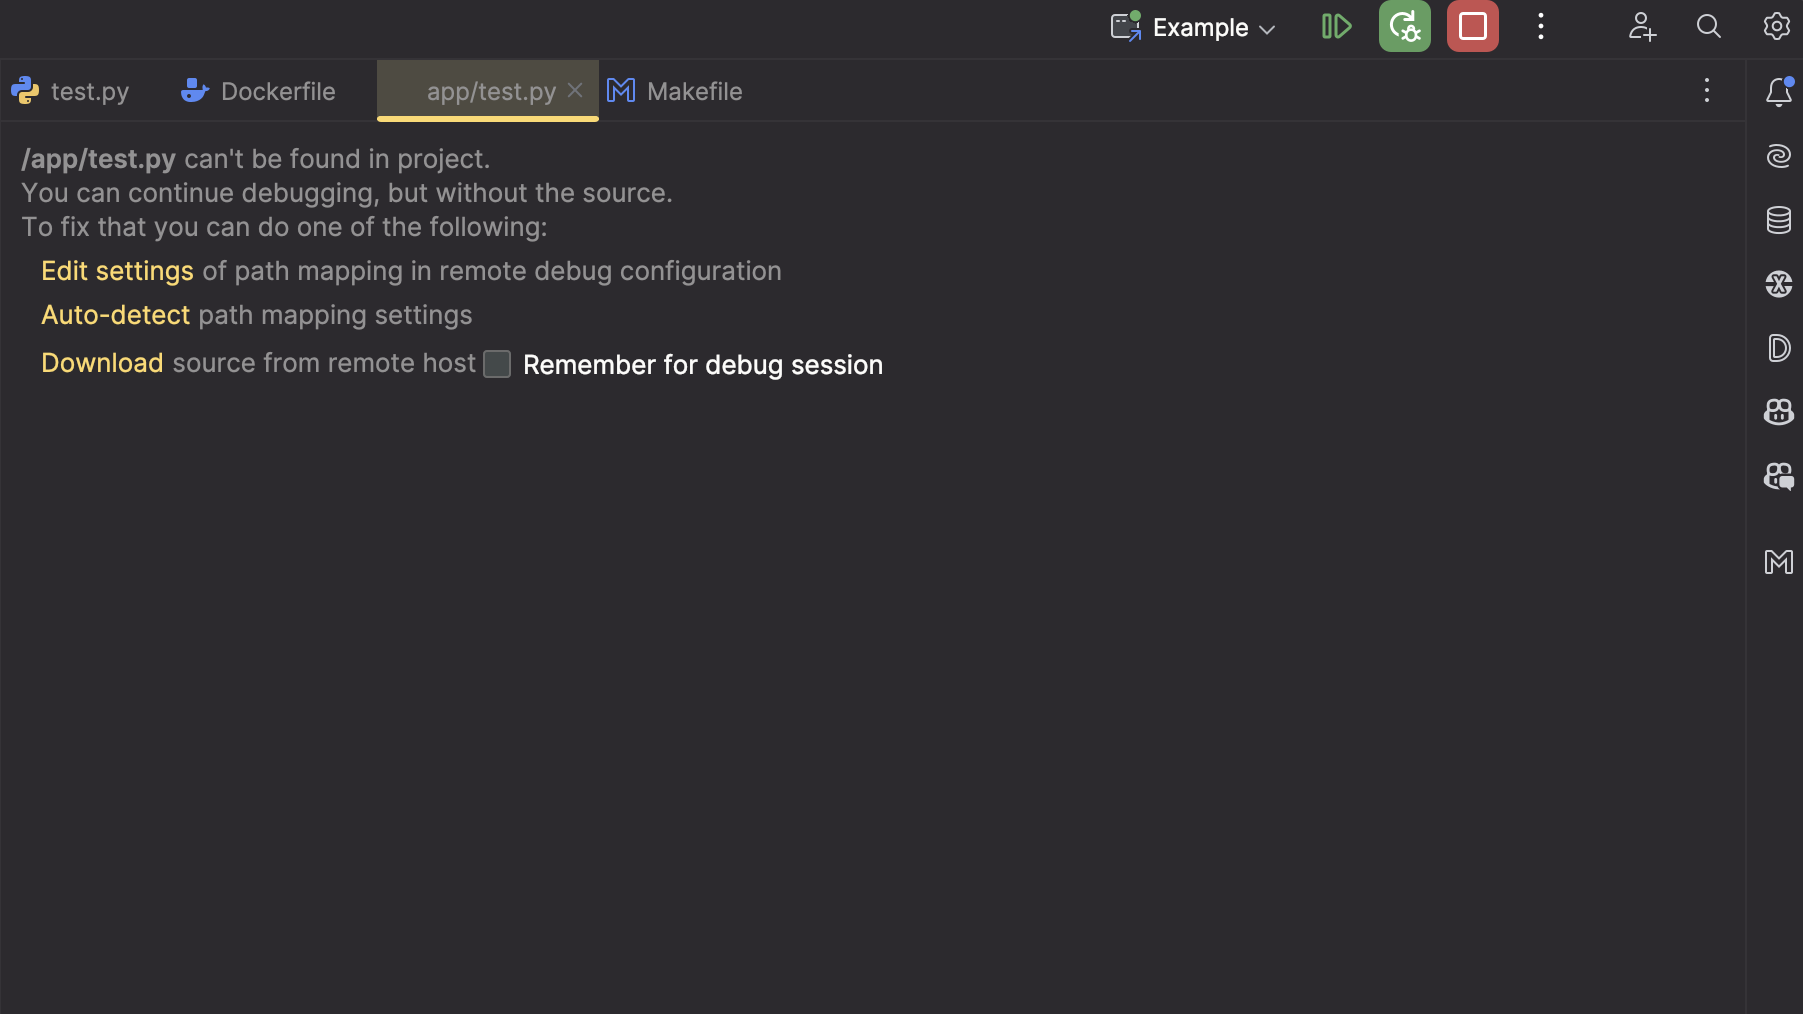 Example
test.py
Dockerfile
app/test.py
Makefile
/app/test.py can't be found in project.
You can continue debugging, but without the source.
To fix that you can do one of the following:
Edit settings of path mapping in remote debug configuration
Auto-detect path mapping settings
Download source from remote host
Remember for debug session